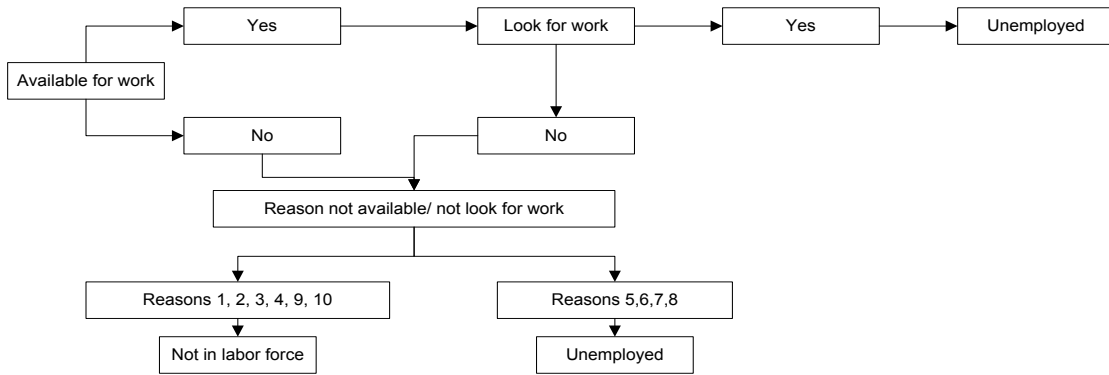 Yes
Look for work
Yes
Unemployed
Available for work
No
No
Reason not available/ not look for work
Reasons 1, 2, 3, 4, 9, 10
Reasons 5,6,7,8
Not in labor force
Unemployed